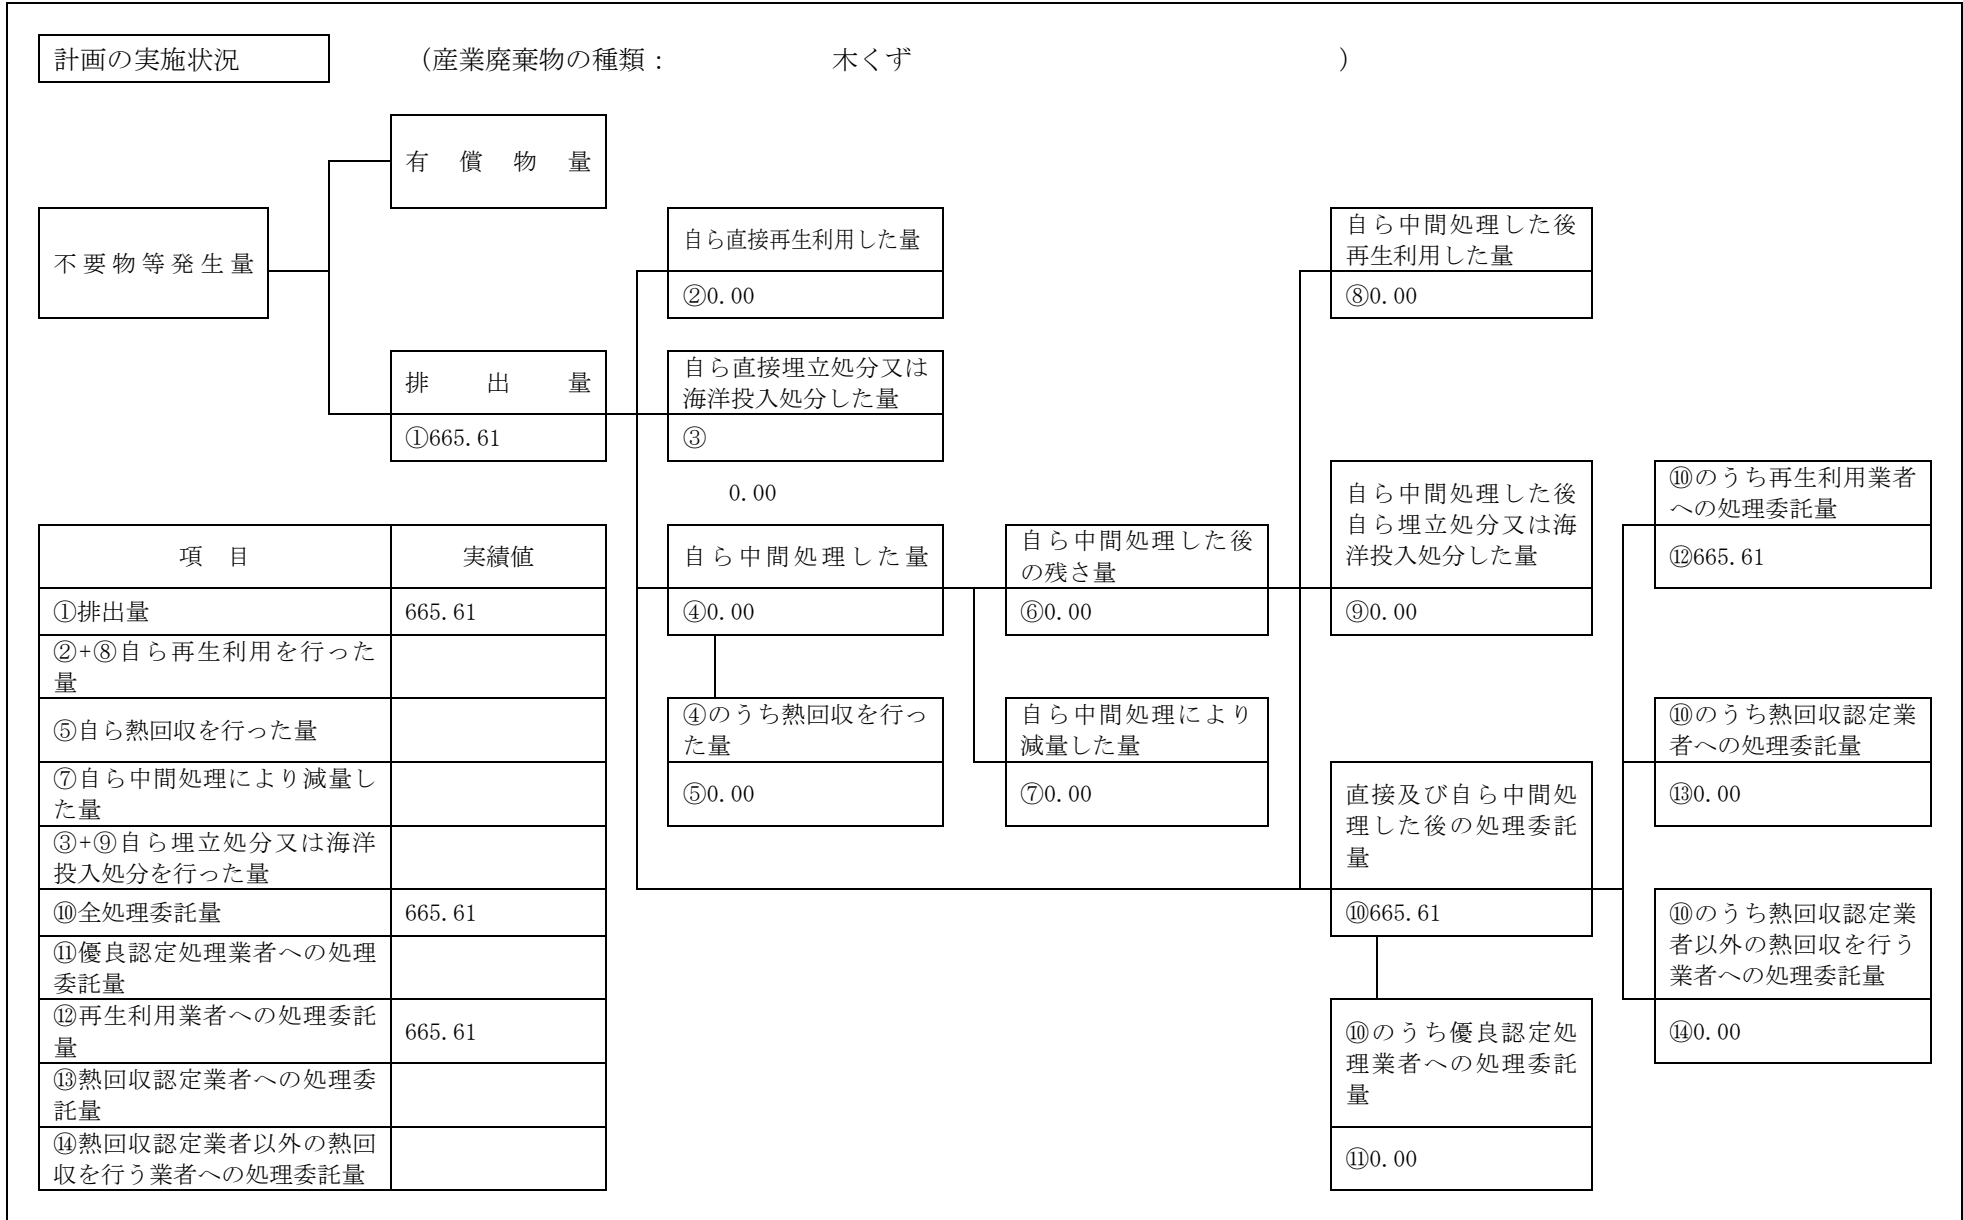 計画の実施状況 （産業廃棄物の種類： 木くず ）
有償物量
不要物等発生量
自ら直接再生利用した量
②0.00
自ら中間処理した後
再生利用した量
⑧0.00
排出量
①665.61
自ら直接埋立処分又は
海洋投入処分した量
③
0.00
自ら中間処理した量
④0.00
自ら中間処理した後
の残さ量
⑥0.00
自ら中間処理した後
自ら埋立処分又は海
洋投入処分した量
⑨0.00
⑩のうち再生利用業者
への処理委託量
⑫665.61
④のうち熱回収を行っ
た量
⑤0.00
自ら中間処理により
減量した量
⑦0.00
直接及び自ら中間処
理した後の処理委託
量
⑩665.61
⑩のうち熱回収認定業
者への処理委託量
⑬0.00
⑩のうち熱回収認定業
者以外の熱回収を行う
業者への処理委託量
⑭0.00
⑩のうち優良認定処
理業者への処理委託
量
⑪0.00
項 目 実績値
①排出量 665.61
②+⑧自ら再生利用を行った
量
⑤自ら熱回収を行った量
⑦自ら中間処理により減量し
た量
③+⑨自ら埋立処分又は海洋
投入処分を行った量
⑩全処理委託量 665.61
⑪優良認定処理業者への処理
委託量
⑫再生利用業者への処理委託
量 665.61
⑬熱回収認定業者への処理委
託量
⑭熱回収認定業者以外の熱回
収を行う業者への処理委託量